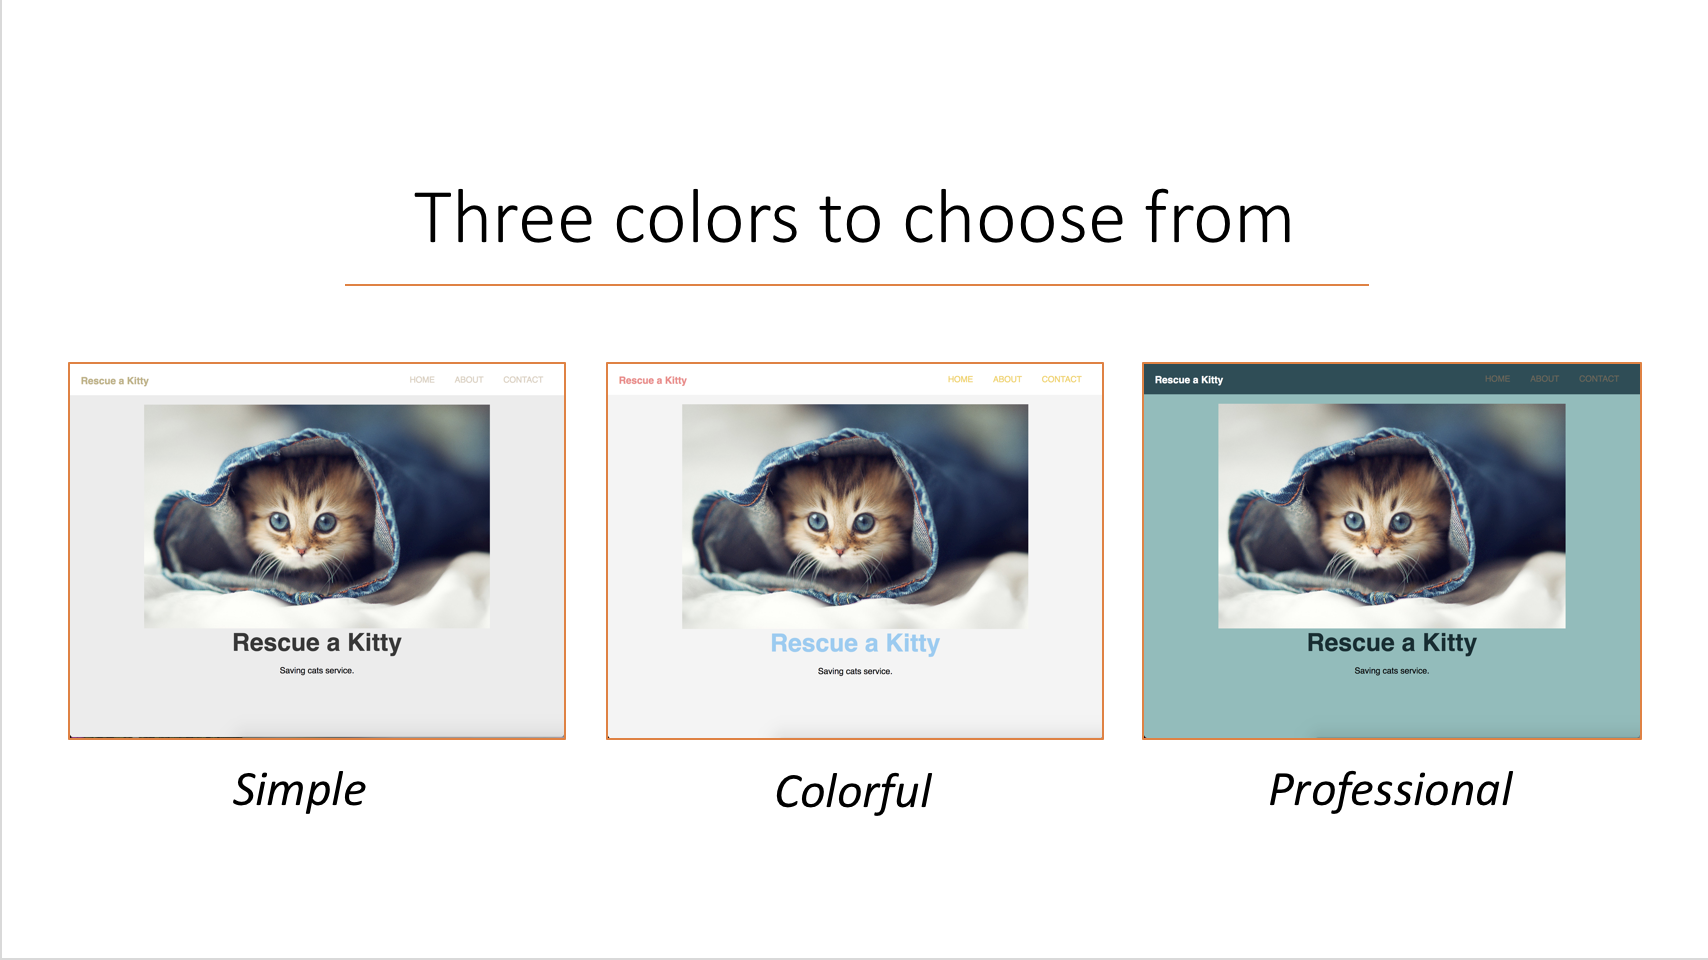 Three colors to choose from
Rescue a Kitty HOME ABOUT CONTACT
Rescue a Kitty
Saving cats service.
Simple
Rescue a Kitty HOME ABOUT CONTACT
Rescue a Kitty
Saving cats service.
Colorful
Rescue a Kitty HOME ABOUT CONTACT
Rescue a Kitty
Saving cats service.
Professional